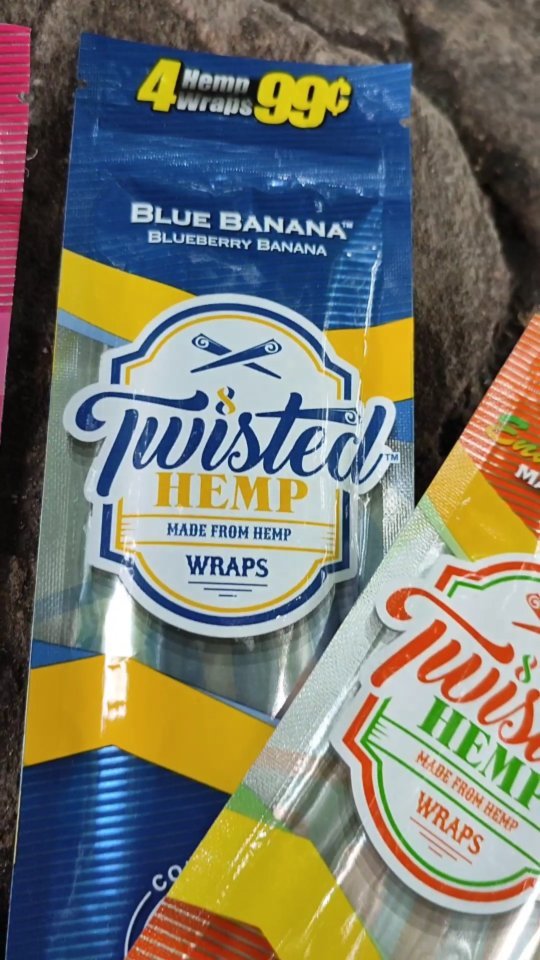 4 Hemp Wraps 99¢
BLUE BANANA™
BLUEBERRY BANANA
Twisted™
HEMP
MADE FROM HEMP
WRAPS
HEMP
MADE FROM HEMP
WRAPS